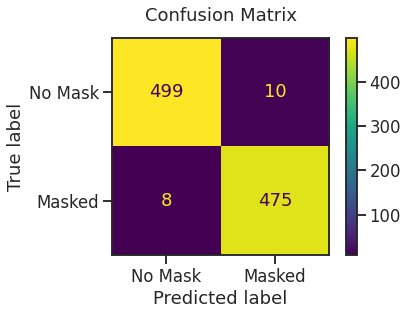 Confusion Matrix
True label
No Mask
Masked
499
10
8
475
No Mask
Masked
Predicted label
400
300
200
100